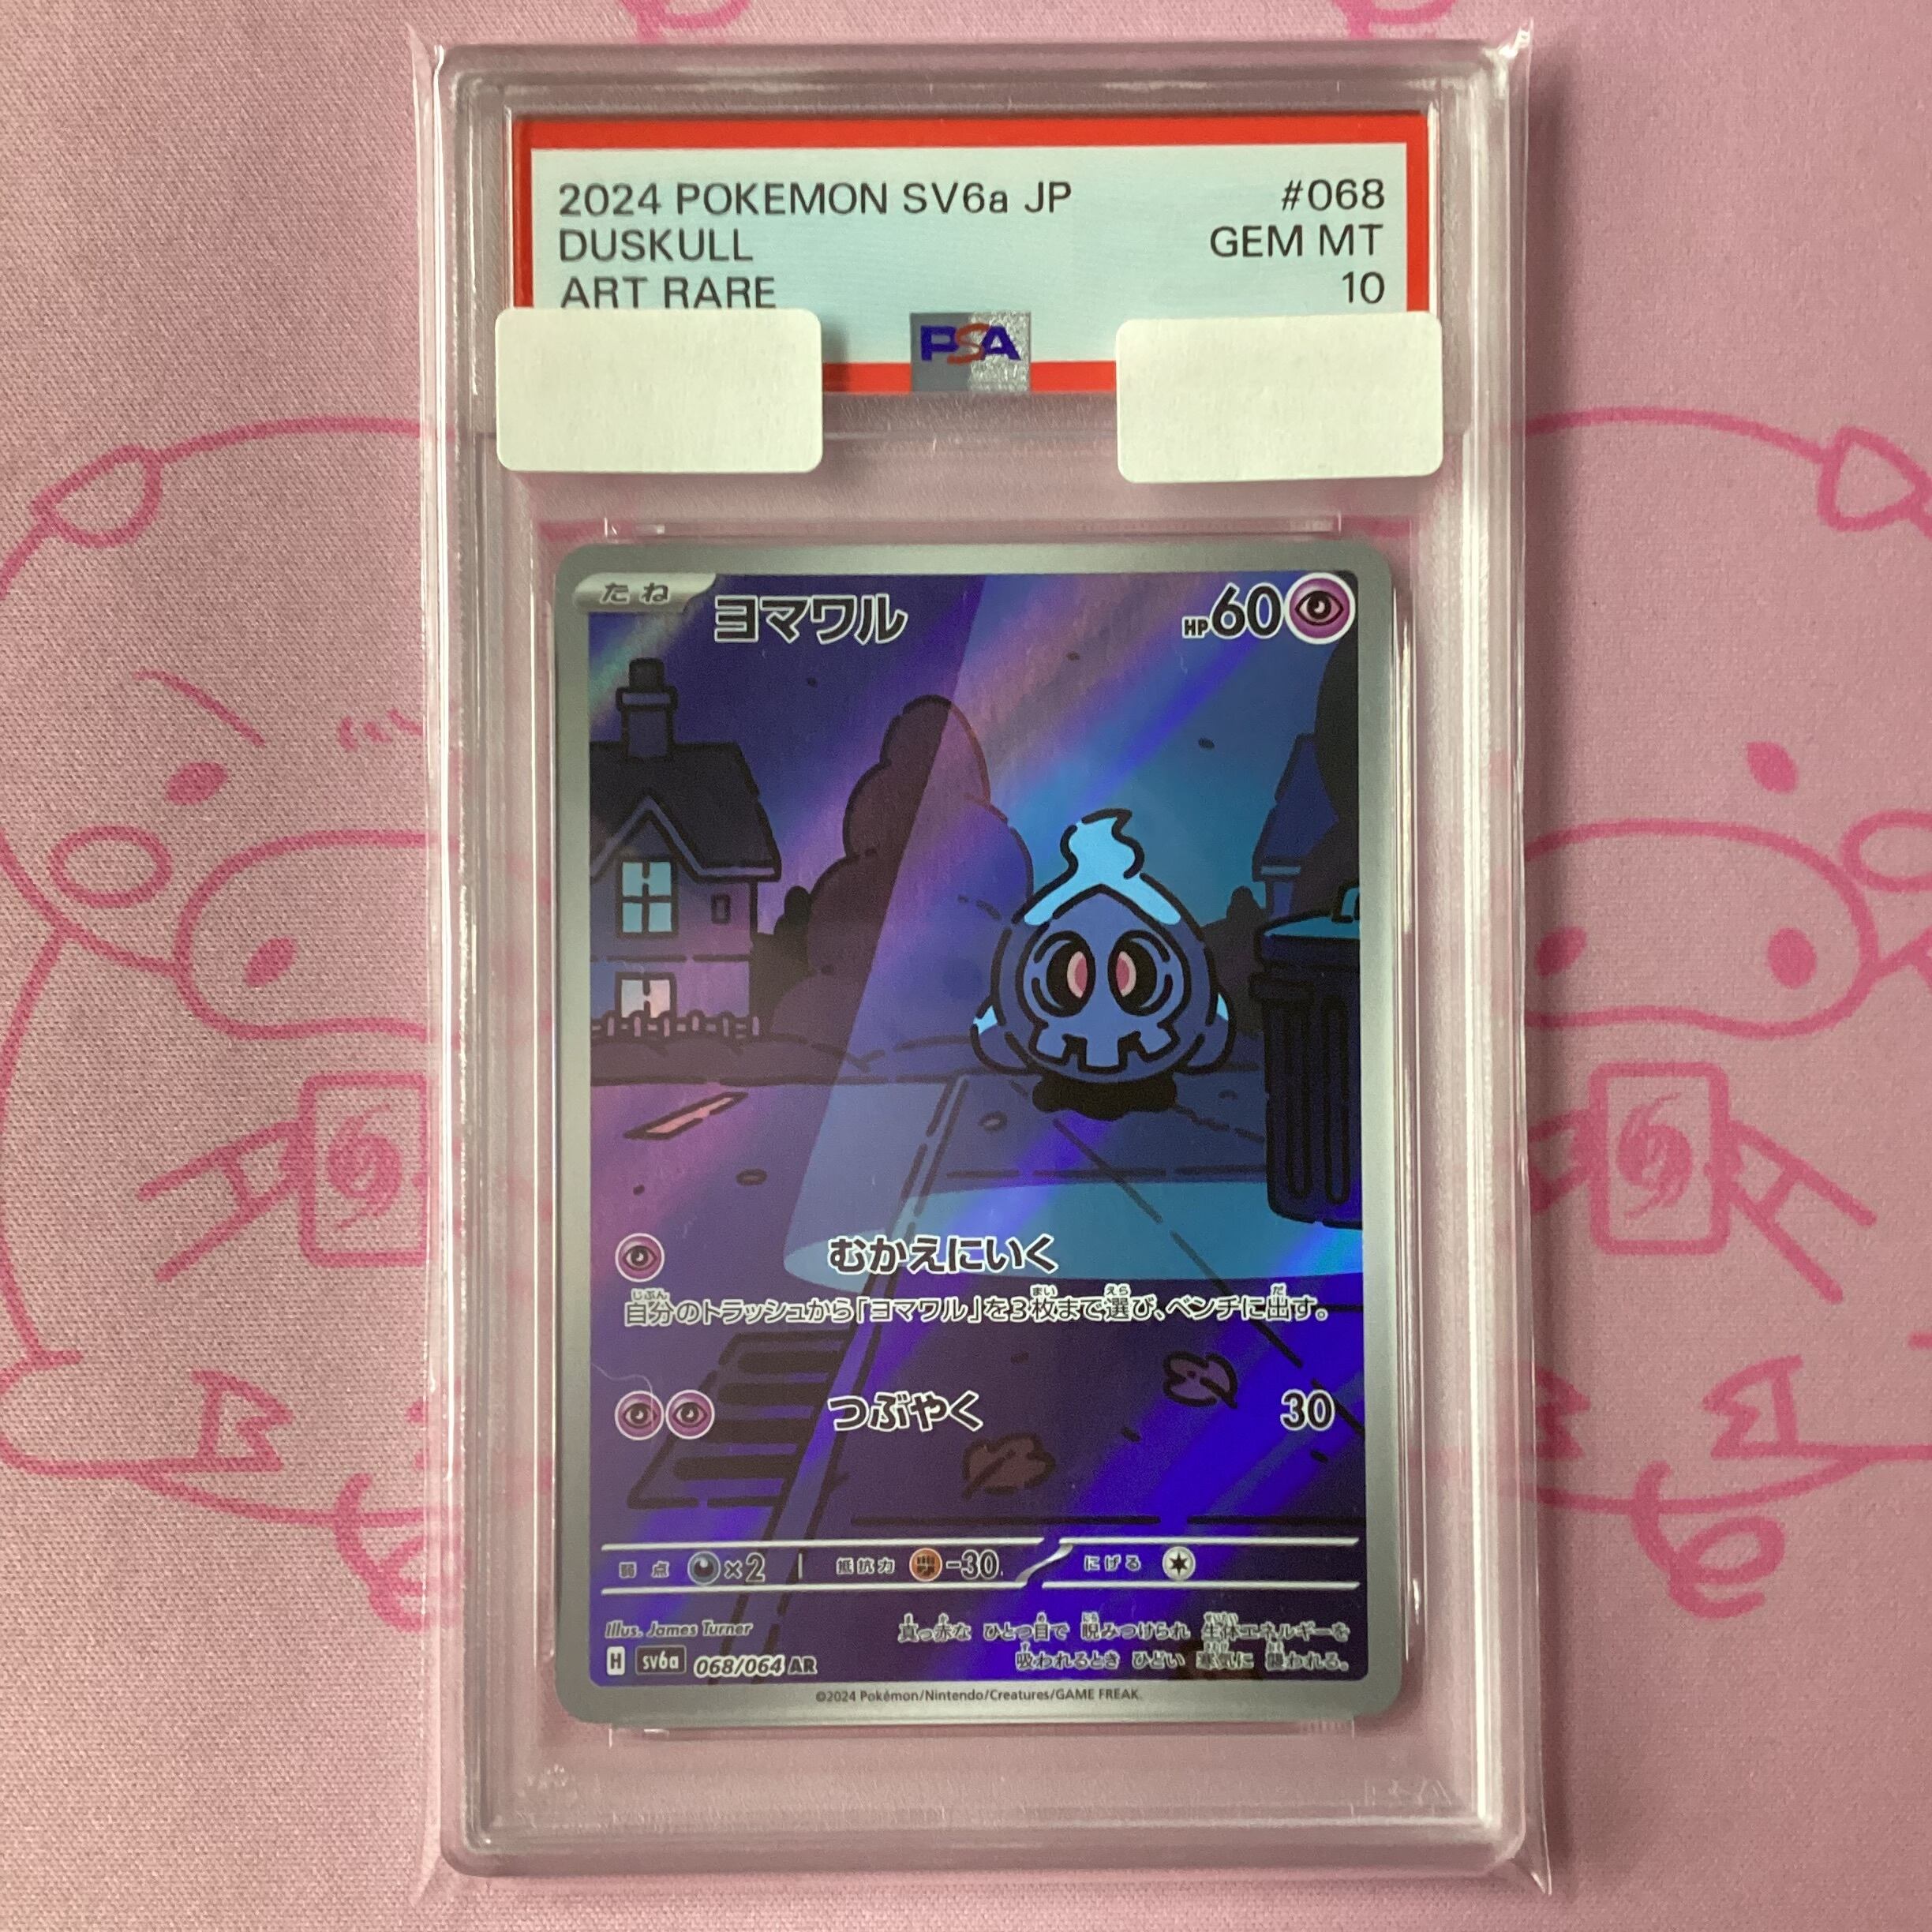 2024 POKEMON SV6a JP #068
DUSKULL GEM MT
ART RARE 10
PSA
たね ヨマワル HP60
むかえにいく
自分のトラッシュから「ヨマワル」を3枚まで選び、ベンチに出す。
つぶやく 30
弱点 ×2 抵抗力 -30 にげる
Illus. James Turner
真っ赤な ひとつ目で 睨みつけられ 生体エネルギーを
吸われるとき ひどい 寒気に 襲われる。
H sv6a 068/064 AR
©2024 Pokémon/Nintendo/Creatures/GAME FREAK.
PSA